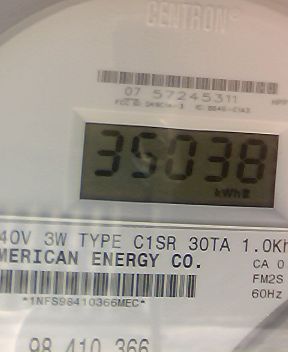 CENTRON®
07 57245311
35038
kWh
40V 3W TYPE C1SR 30TA 1.0Kh
MERICAN ENERGY CO.
CA 0
FM2S
*1NFS98410366MEC*
60Hz
98 410 366